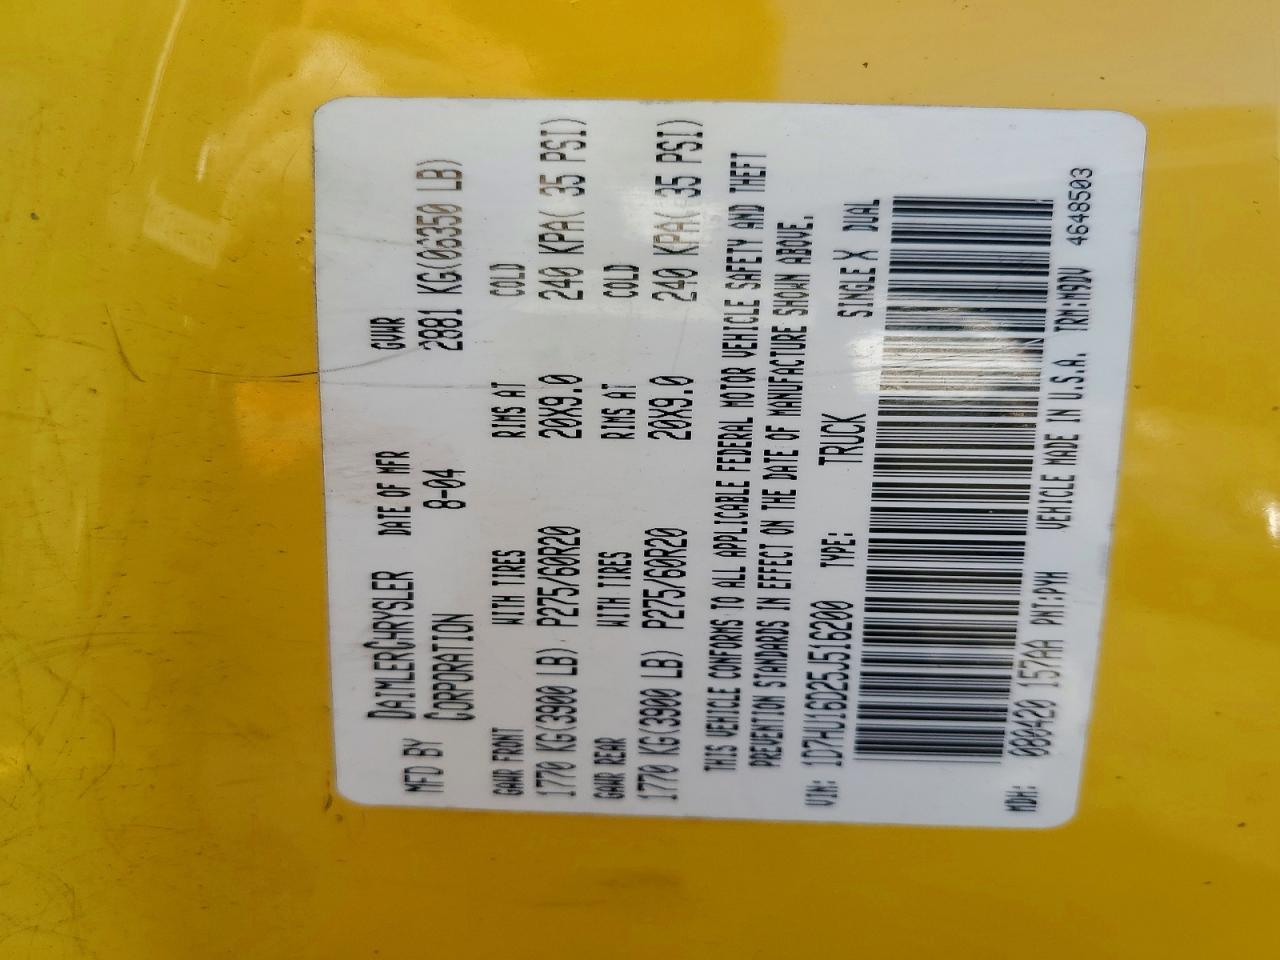 MFD BY DAIMLERCHRYSLER DATE OF MFR GVWR
CORPORATION 8-04 2881 KG(06350 LB)
GAWR FRONT WITH TIRES RIMS AT COLD
1770 KG(3900 LB) P275/60R20 20X9.0 240 KPA( 35 PSI)
GAWR REAR WITH TIRES RIMS AT COLD
1770 KG(3900 LB) P275/60R20 20X9.0 240 KPA( 35 PSI)
THIS VEHICLE CONFORMS TO ALL APPLICABLE FEDERAL MOTOR VEHICLE SAFETY AND THEFT
PREVENTION STANDARDS IN EFFECT ON THE DATE OF MANUFACTURE SHOWN ABOVE.
VIN: 1D7HU16D25J516200 TYPE: TRUCK SINGLE X DUAL
MDH: 080420 157AA PNT:PYH VEHICLE MADE IN U.S.A. TRM:M9DV 4648503